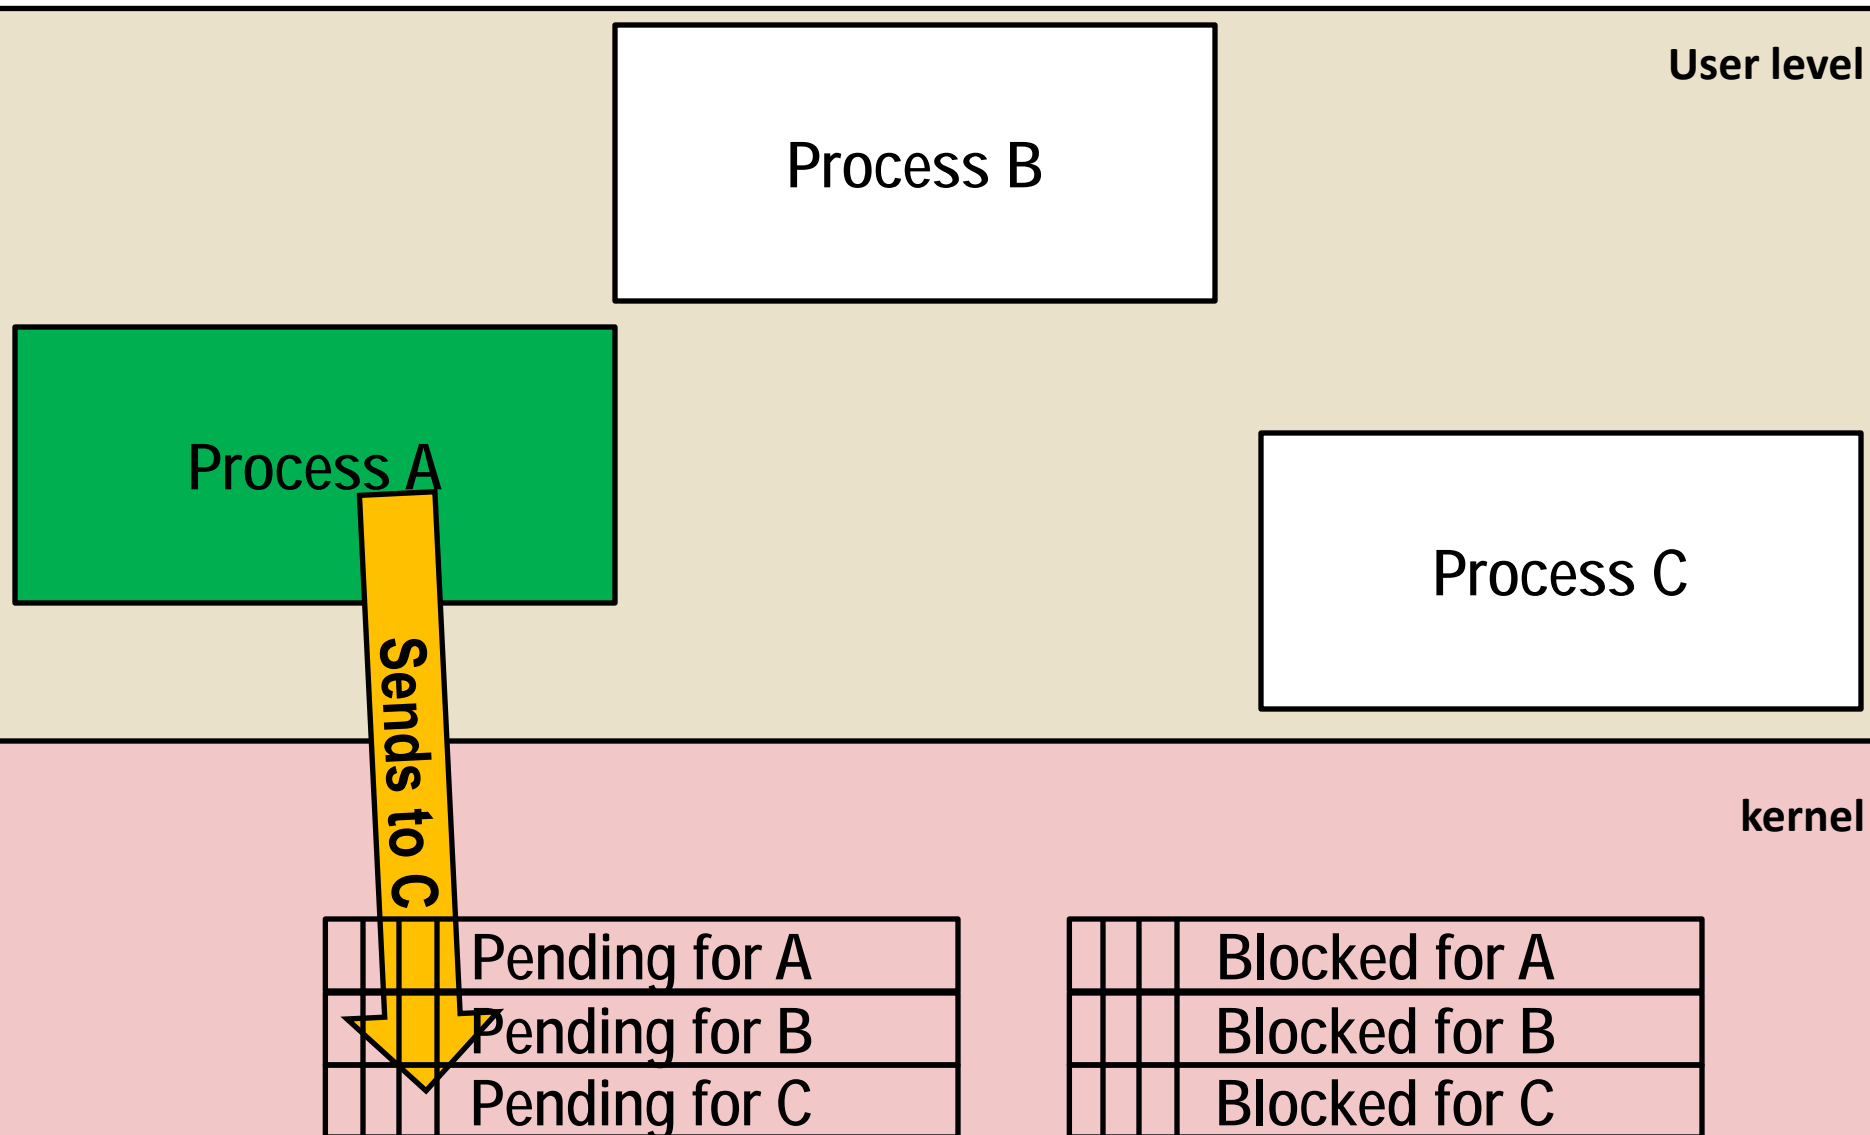 User level
Process B
Process A
Process C
Sends to C
kernel
Pending for A
Blocked for A
Pending for B
Blocked for B
Pending for C
Blocked for C